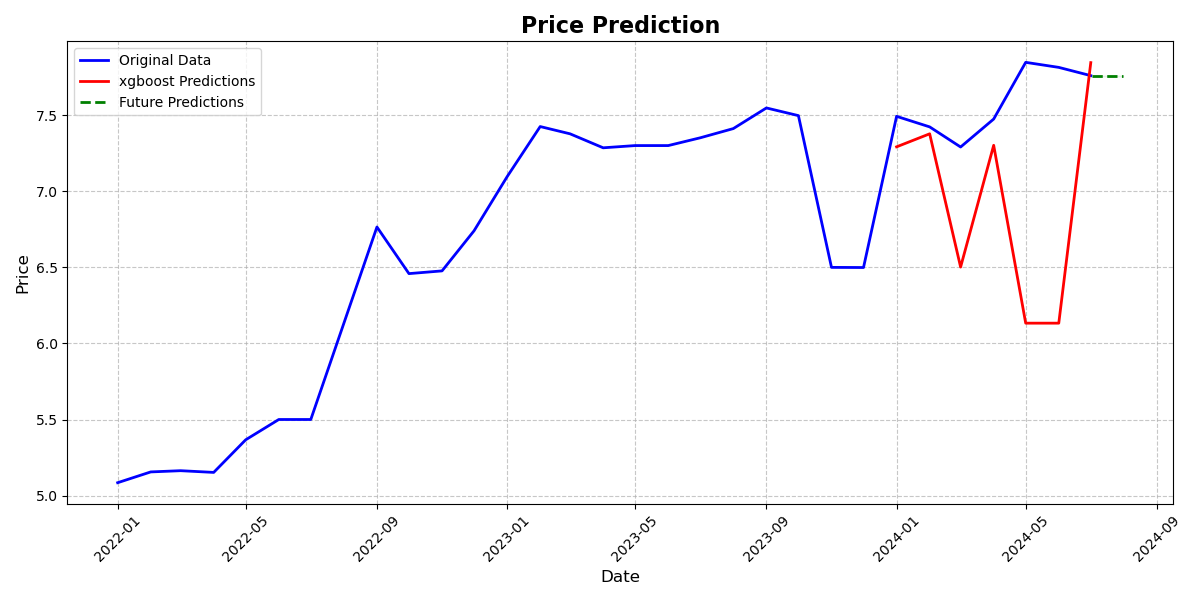 Price Prediction
Original Data
xgboost Predictions
Future Predictions
Price
7.5
7.0
6.5
6.0
5.5
5.0
2022-01
2022-05
2022-09
2023-01
2023-05
2023-09
2024-01
2024-05
2024-09
Date